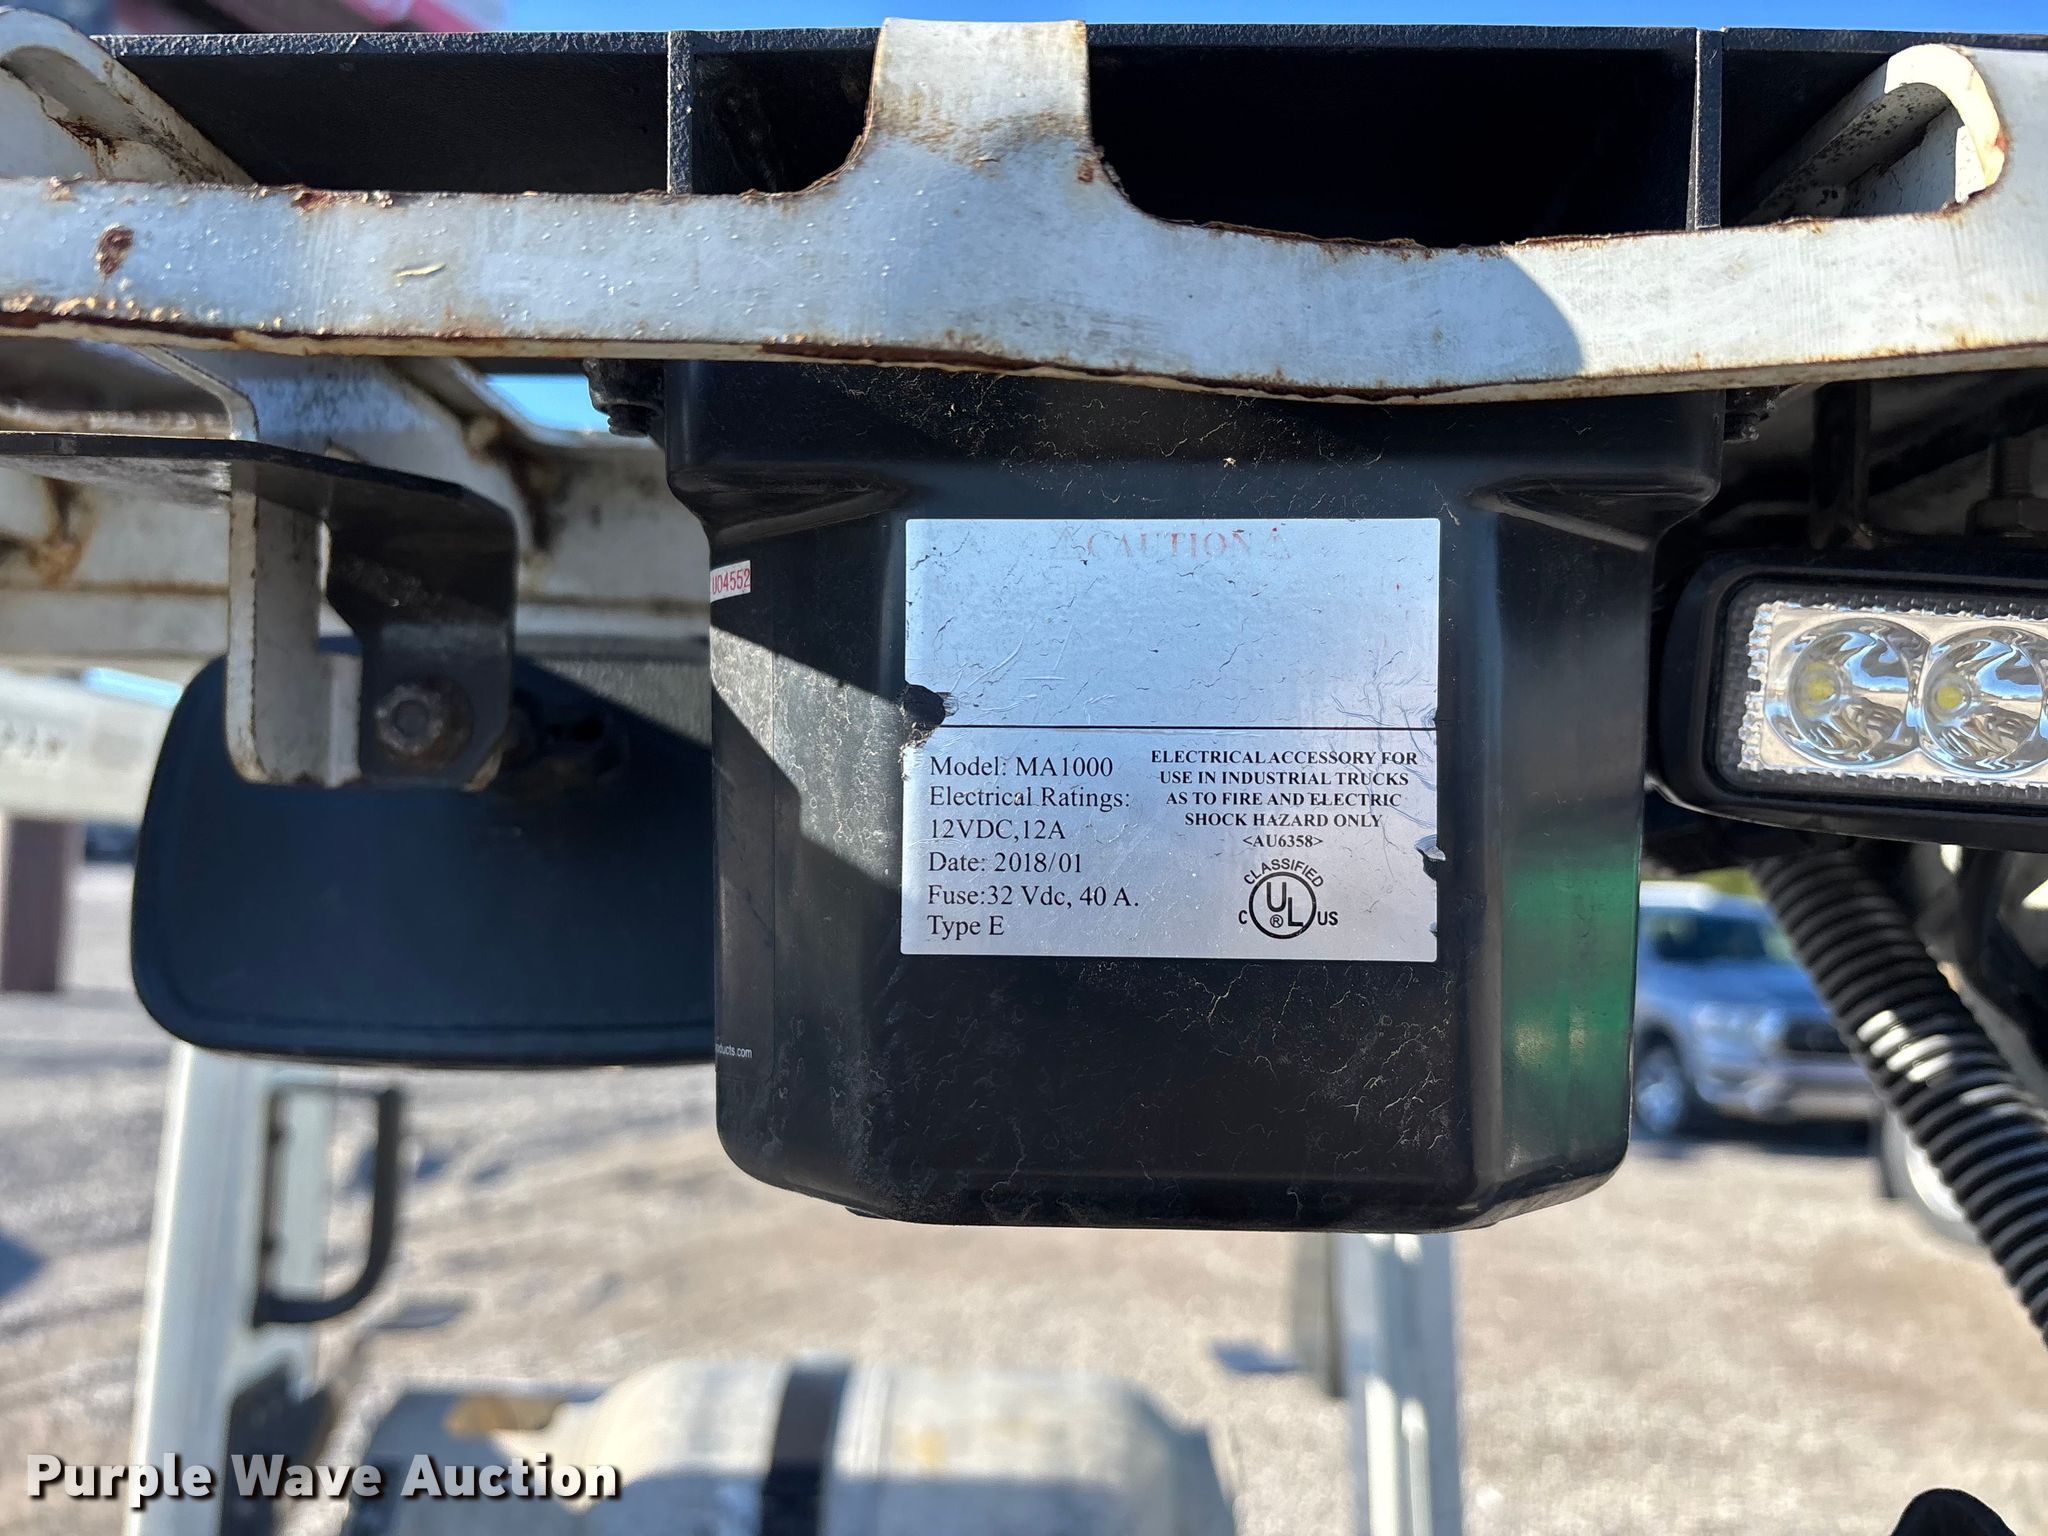 CAUTION
U04552
Model: MA1000
Electrical Ratings:
12VDC,12A
Date: 2018/01
Fuse:32 Vdc, 40 A.
Type E
ELECTRICAL ACCESSORY FOR
USE IN INDUSTRIAL TRUCKS
AS TO FIRE AND ELECTRIC
SHOCK HAZARD ONLY
<AU6358>
CLASSIFIED
C UL ® US
oducts.com
Purple Wave Auction